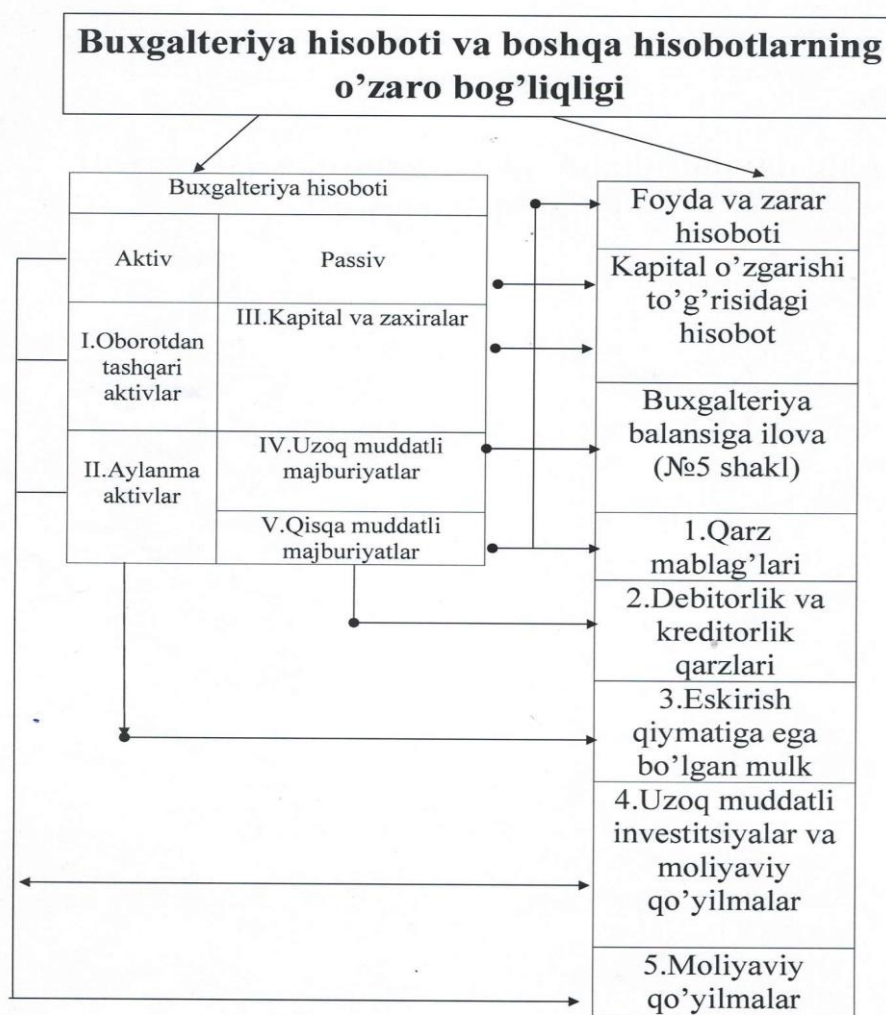 Buxgalteriya hisoboti va boshqa hisobotlarning
o’zaro bog’liqligi
Buxgalteriya hisoboti
Aktiv
Passiv
I.Oborotdan
tashqari
aktivlar
III.Kapital va zaxiralar
II.Aylanma
aktivlar
IV.Uzoq muddatli
majburiyatlar
V.Qisqa muddatli
majburiyatlar
Foyda va zarar
hisoboti
Kapital o’zgarishi
to’g’risidagi
hisobot
Buxgalteriya
balansiga ilova
(№5 shakl)
1.Qarz
mablag’lari
2.Debitorlik va
kreditorlik
qarzlari
3.Eskirish
qiymatiga ega
bo’lgan mulk
4.Uzoq muddatli
investitsiyalar va
moliyaviy
qo’yilmalar
5.Moliyaviy
qo’yilmalar